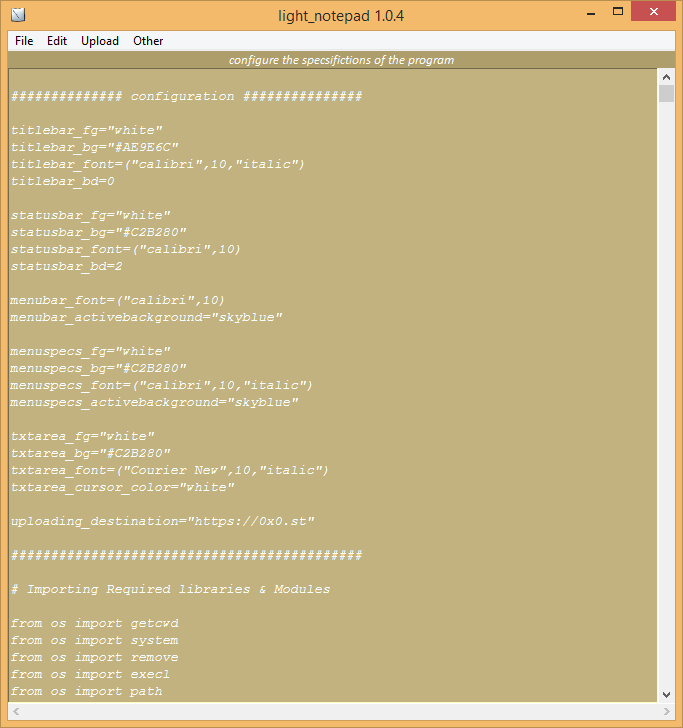 light_notepad 1.0.4
File Edit Upload Other
configure the specsifictions of the program
############## configuration ###############
titlebar_fg="white"
titlebar_bg="#AE9E6C"
titlebar_font=("calibri",10,"italic")
titlebar_bd=0
statusbar_fg="white"
statusbar_bg="#C2B280"
statusbar_font=("calibri",10)
statusbar_bd=2
menubar_font=("calibri",10)
menubar_activebackground="skyblue"
menuspecs_fg="white"
menuspecs_bg="#C2B280"
menuspecs_font=("calibri",10,"italic")
menuspecs_activebackground="skyblue"
txtarea_fg="white"
txtarea_bg="#C2B280"
txtarea_font=("Courier New",10,"italic")
txtarea_cursor_color="white"
uploading_destination="https://0x0.st"
############################################
# Importing Required libraries & Modules
from os import getcwd
from os import system
from os import remove
from os import execl
from os import path